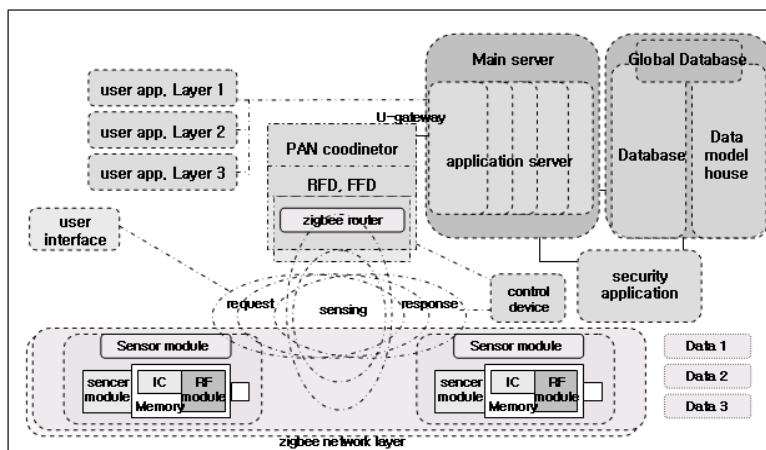 Main server
Global Database
user app, Layer 1
user app, Layer 2
user app, Layer 3
U-gateway
PAN coodinetor
RFD, FFD
zigbee router
application server
Database
Data
model
house
user
interface
security
application
request
sensing
response
control
device
Sensor module
sencer
module
IC
RF
module
Memory
Sensor module
sencer
module
IC
RF
module
Memory
Data 1
Data 2
Data 3
zigbee network layer